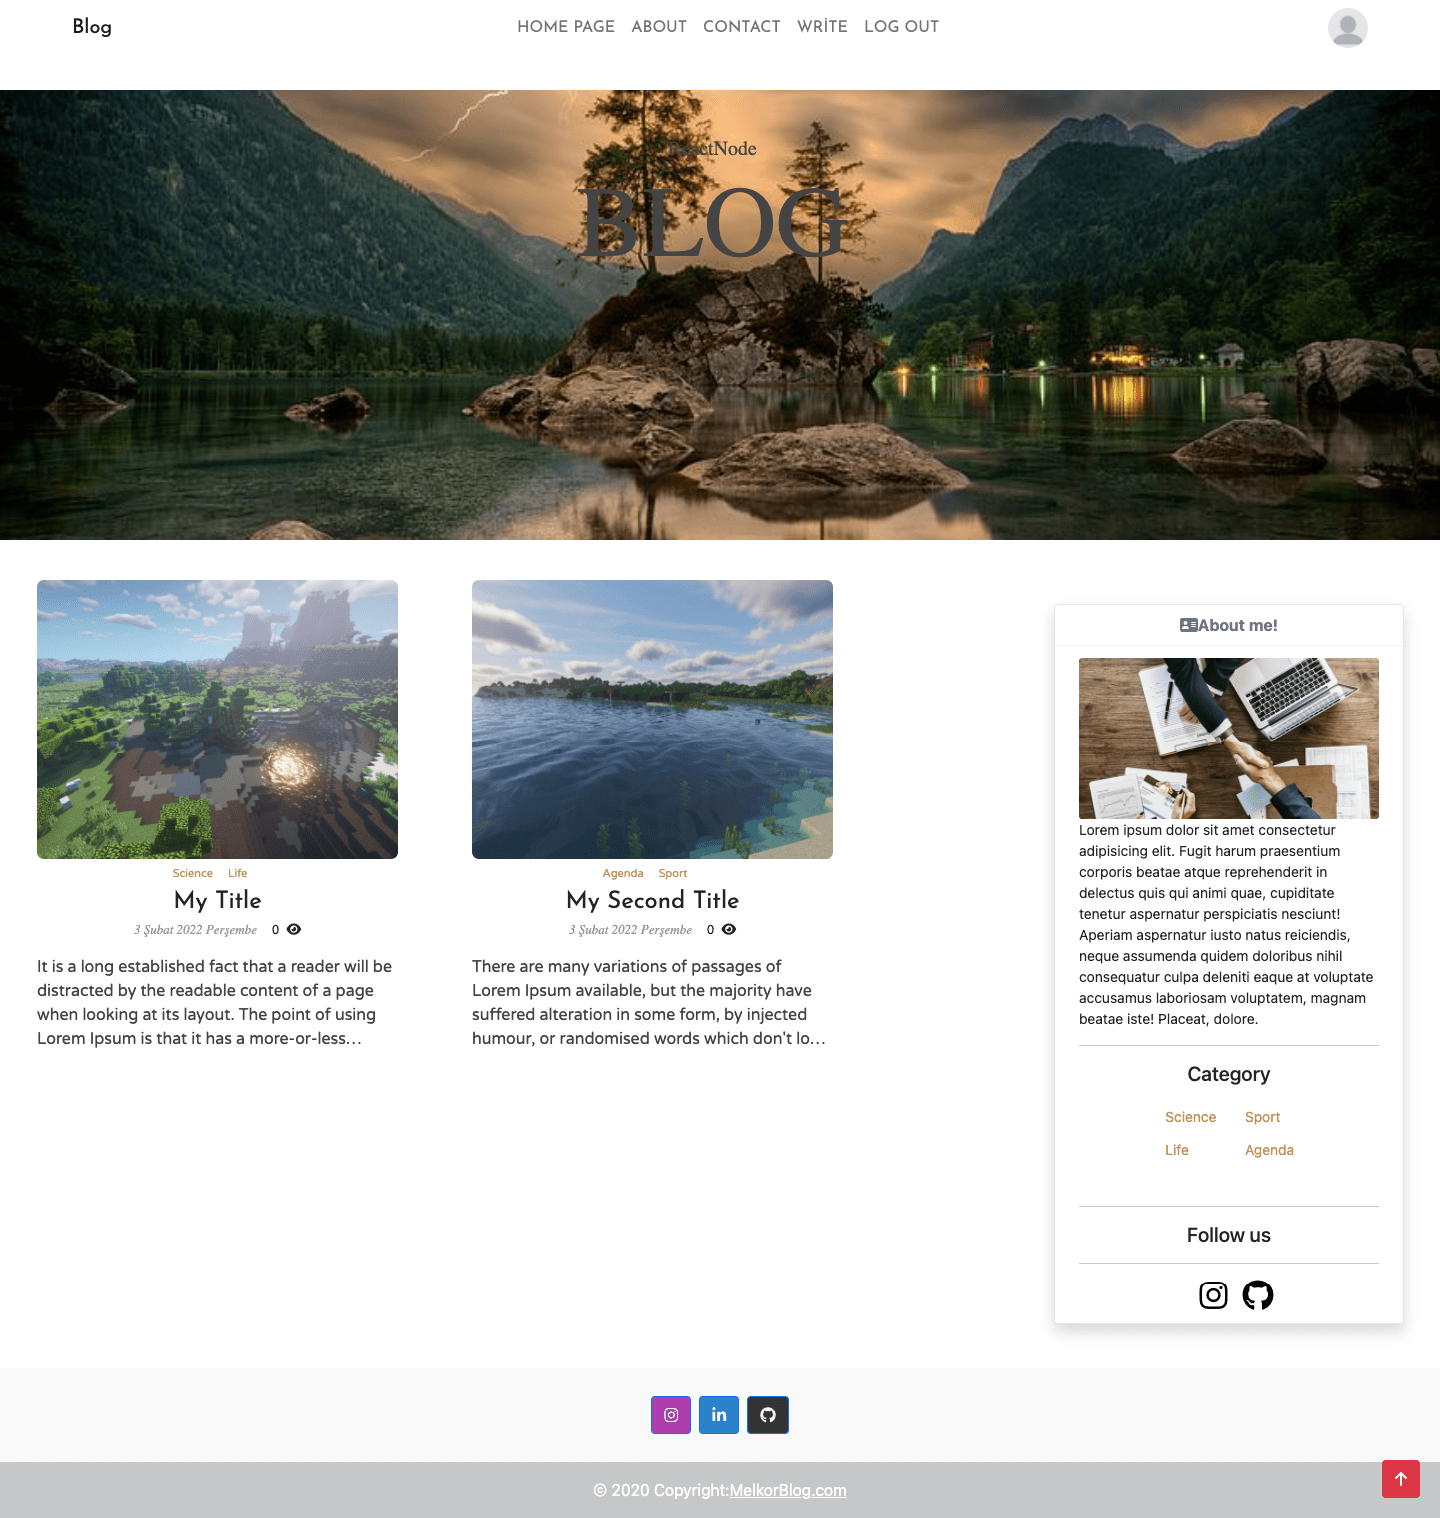 Blog
HOME PAGE ABOUT CONTACT WRİTE LOG OUT
ReactNode
BLOG
Science Life
My Title
3 Şubat 2022 Perşembe 0
It is a long established fact that a reader will be
distracted by the readable content of a page
when looking at its layout. The point of using
Lorem Ipsum is that it has a more-or-less...
Agenda Sport
My Second Title
3 Şubat 2022 Perşembe 0
There are many variations of passages of
Lorem Ipsum available, but the majority have
suffered alteration in some form, by injected
humour, or randomised words which don't lo...
About me!
Lorem ipsum dolor sit amet consectetur
adipisicing elit. Fugit harum praesentium
corporis beatae atque reprehenderit in
delectus quis qui animi quae, cupiditate
tenetur aspernatur perspiciatis nesciunt!
Aperiam aspernatur iusto natus reiciendis,
neque assumenda quidem doloribus nihil
consequatur culpa deleniti eaque at voluptate
accusamus laboriosam voluptatem, magnam
beatae iste! Placeat, dolore.
Category
Science Sport
Life Agenda
Follow us
© 2020 Copyright:MelkorBlog.com